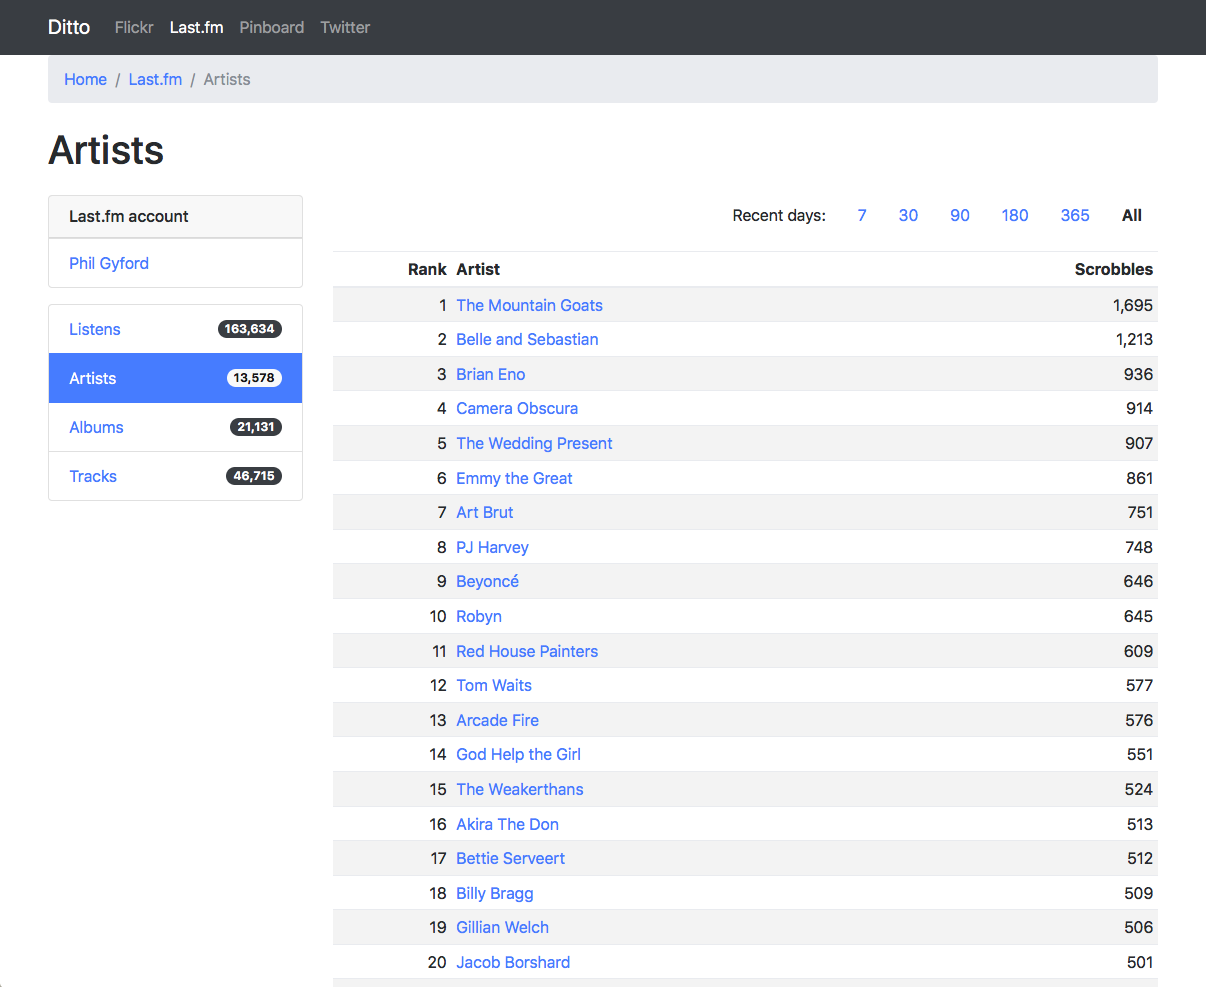 Ditto Flickr Last.fm Pinboard Twitter
Home / Last.fm / Artists
Artists
Last.fm account
Phil Gyford
Listens 163,634
Artists 13,578
Albums 21,131
Tracks 46,715
Recent days: 7 30 90 180 365 All
Rank Artist Scrobbles
1 The Mountain Goats 1,695
2 Belle and Sebastian 1,213
3 Brian Eno 936
4 Camera Obscura 914
5 The Wedding Present 907
6 Emmy the Great 861
7 Art Brut 751
8 PJ Harvey 748
9 Beyoncé 646
10 Robyn 645
11 Red House Painters 609
12 Tom Waits 577
13 Arcade Fire 576
14 God Help the Girl 551
15 The Weakerthans 524
16 Akira The Don 513
17 Bettie Serveert 512
18 Billy Bragg 509
19 Gillian Welch 506
20 Jacob Borshard 501